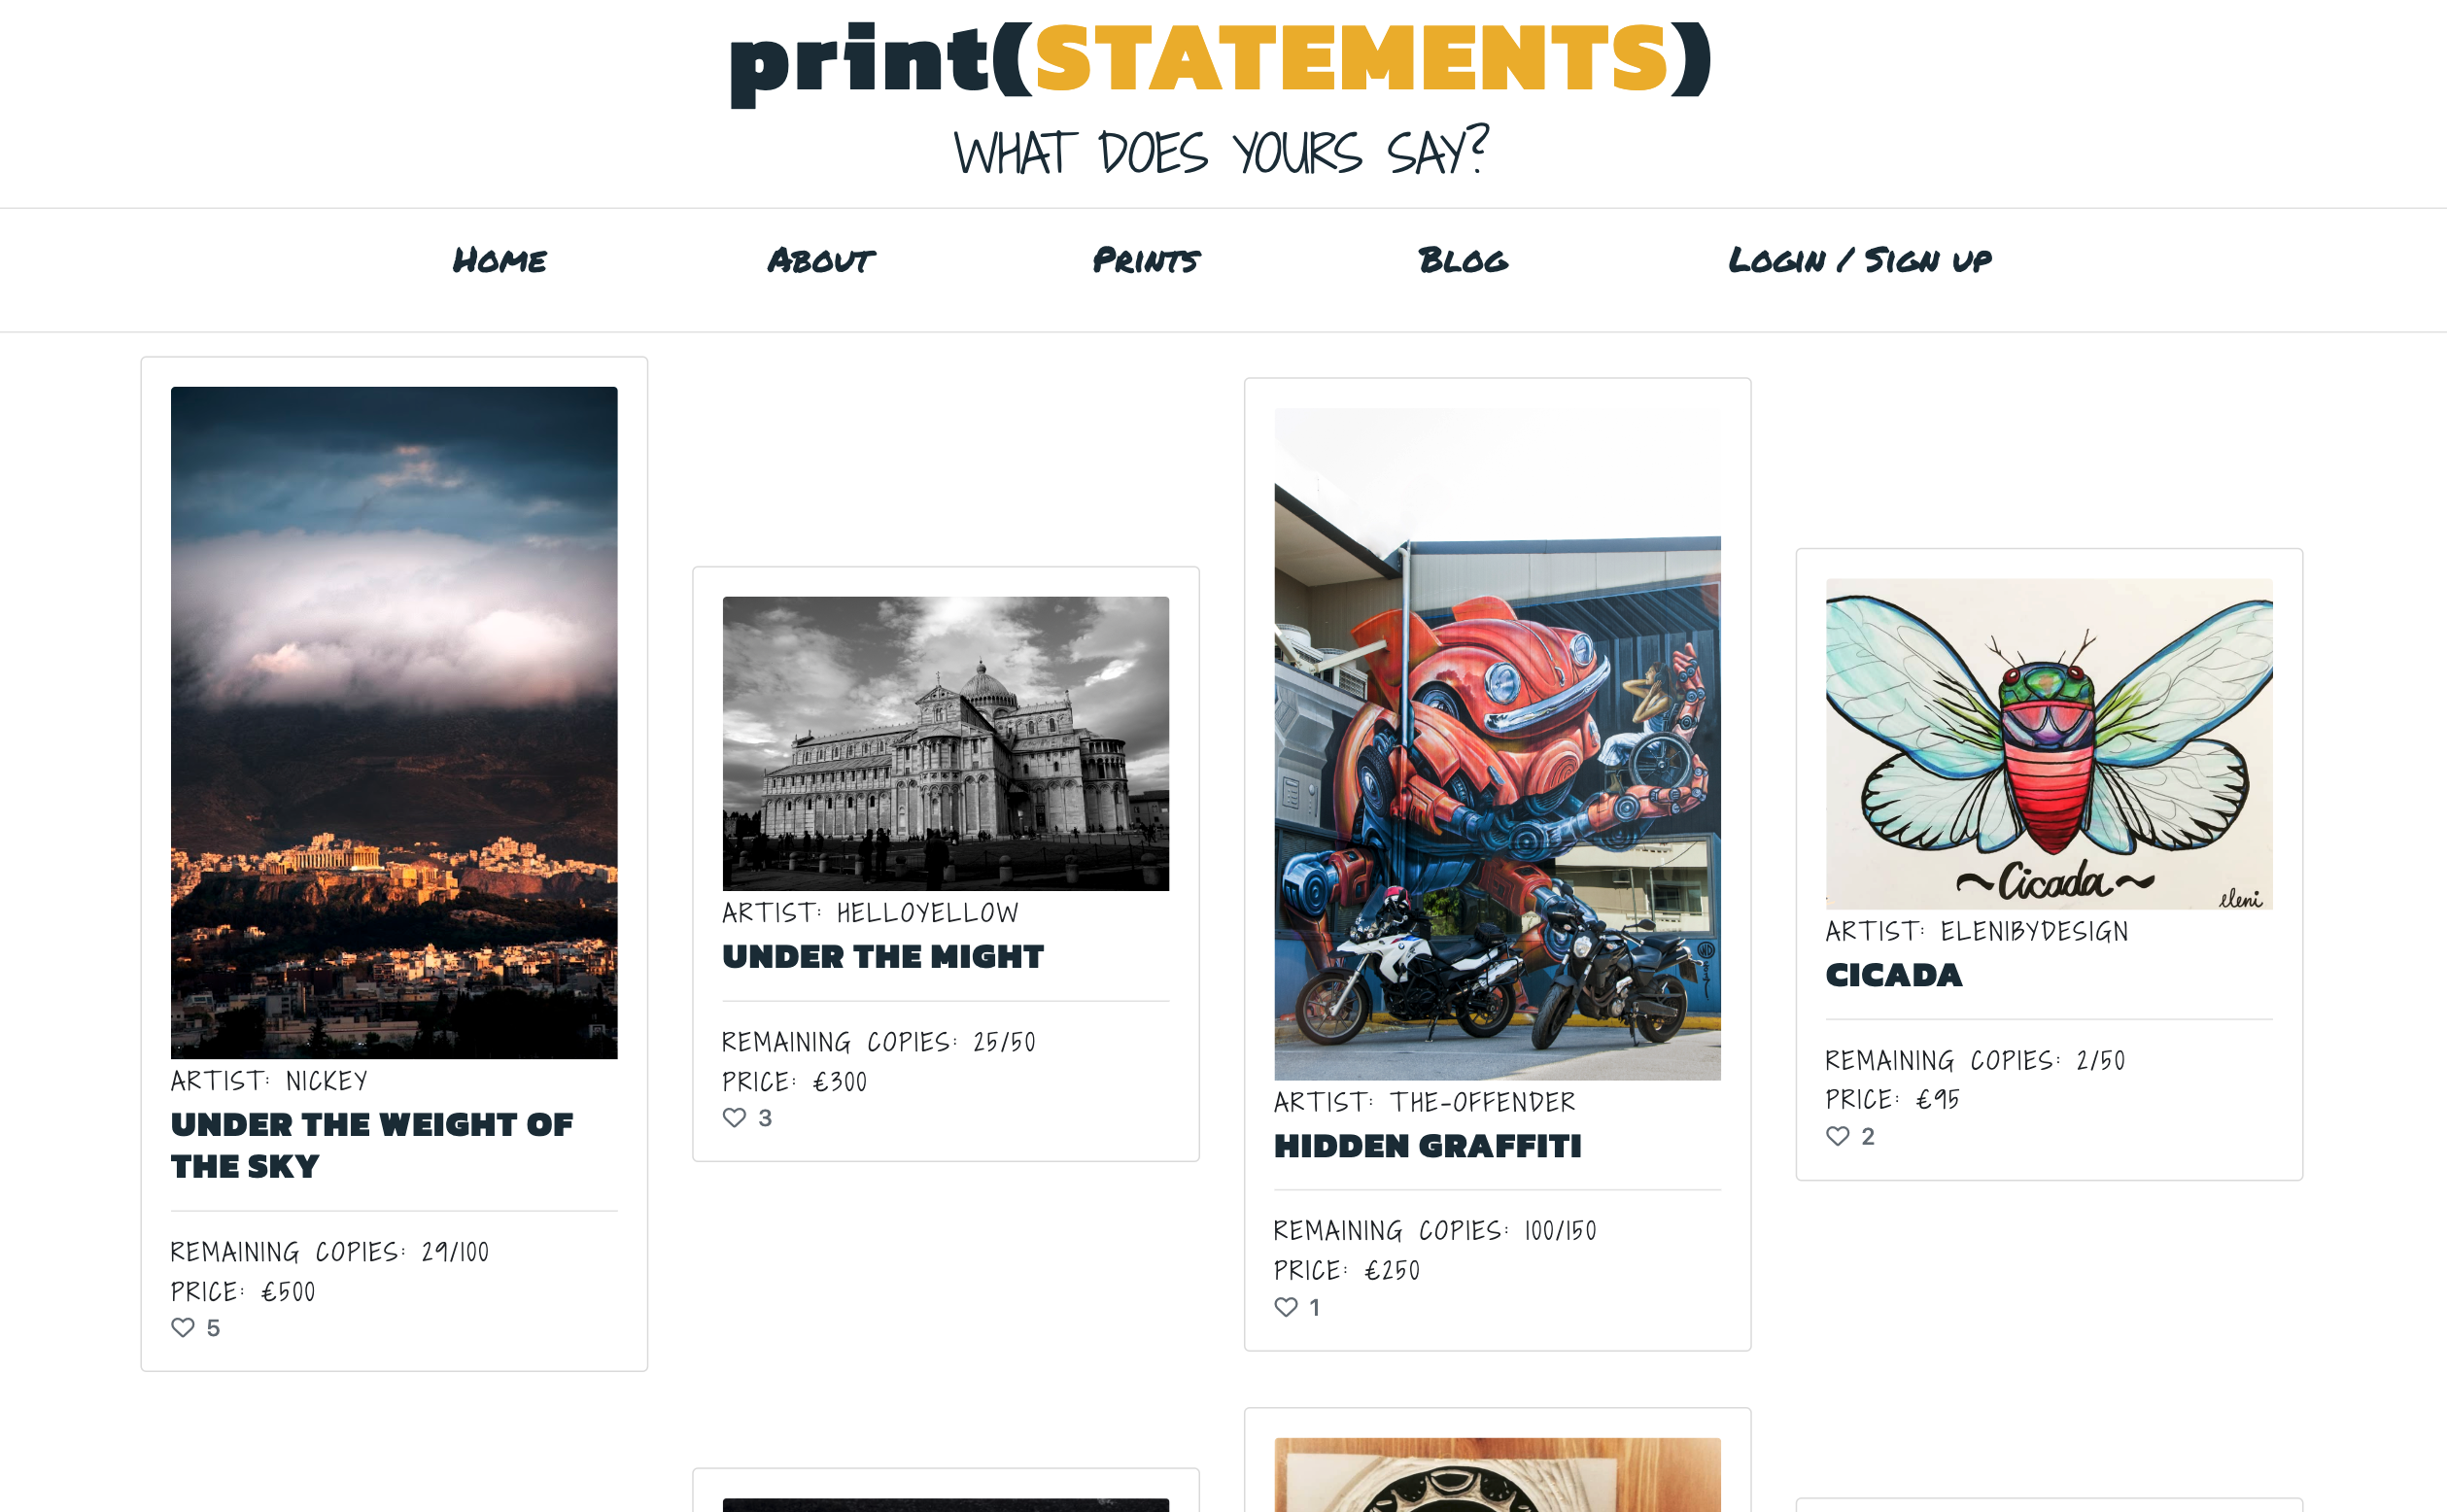 print(STATEMENTS)
WHAT DOES YOURS SAY?
HOME
ABOUT
PRINTS
BLOG
LOGIN / SIGN UP
ARTIST: NICKEY
UNDER THE WEIGHT OF
THE SKY
REMAINING COPIES: 29/100
PRICE: €500
5
ARTIST: HELLOYELLOW
UNDER THE MIGHT
REMAINING COPIES: 25/50
PRICE: €300
3
ARTIST: THE-OFFENDER
HIDDEN GRAFFITI
REMAINING COPIES: 100/150
PRICE: €250
1
~Cicada~
eleni
ARTIST: ELENIBYDESIGN
CICADA
REMAINING COPIES: 2/50
PRICE: €95
2